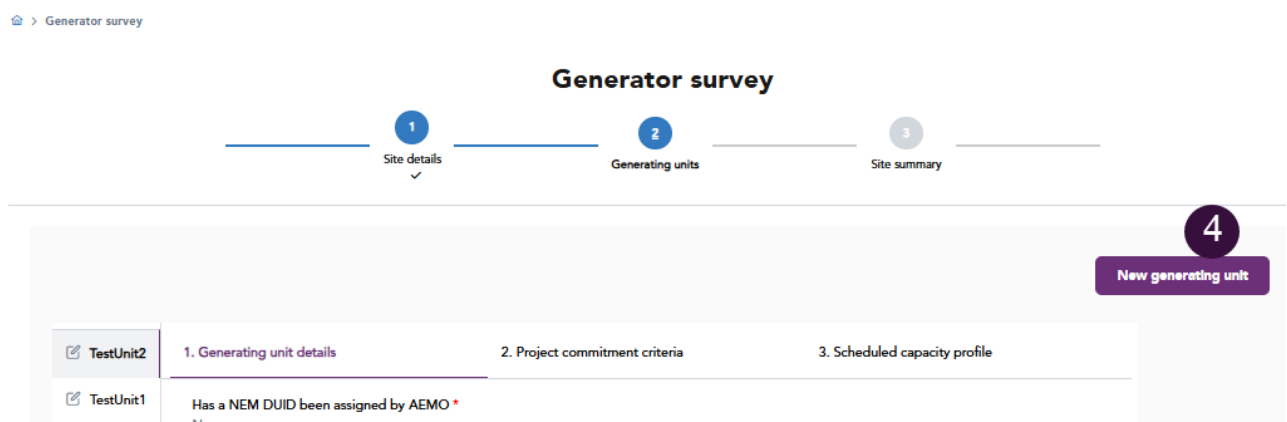 > Generator survey
Generator survey
1
2
3
Site details
Generating units
Site summary
4
New generating unit
TestUnit2
1. Generating unit details
2. Project commitment criteria
3. Scheduled capacity profile
TestUnit1
Has a NEM DUID been assigned by AEMO *